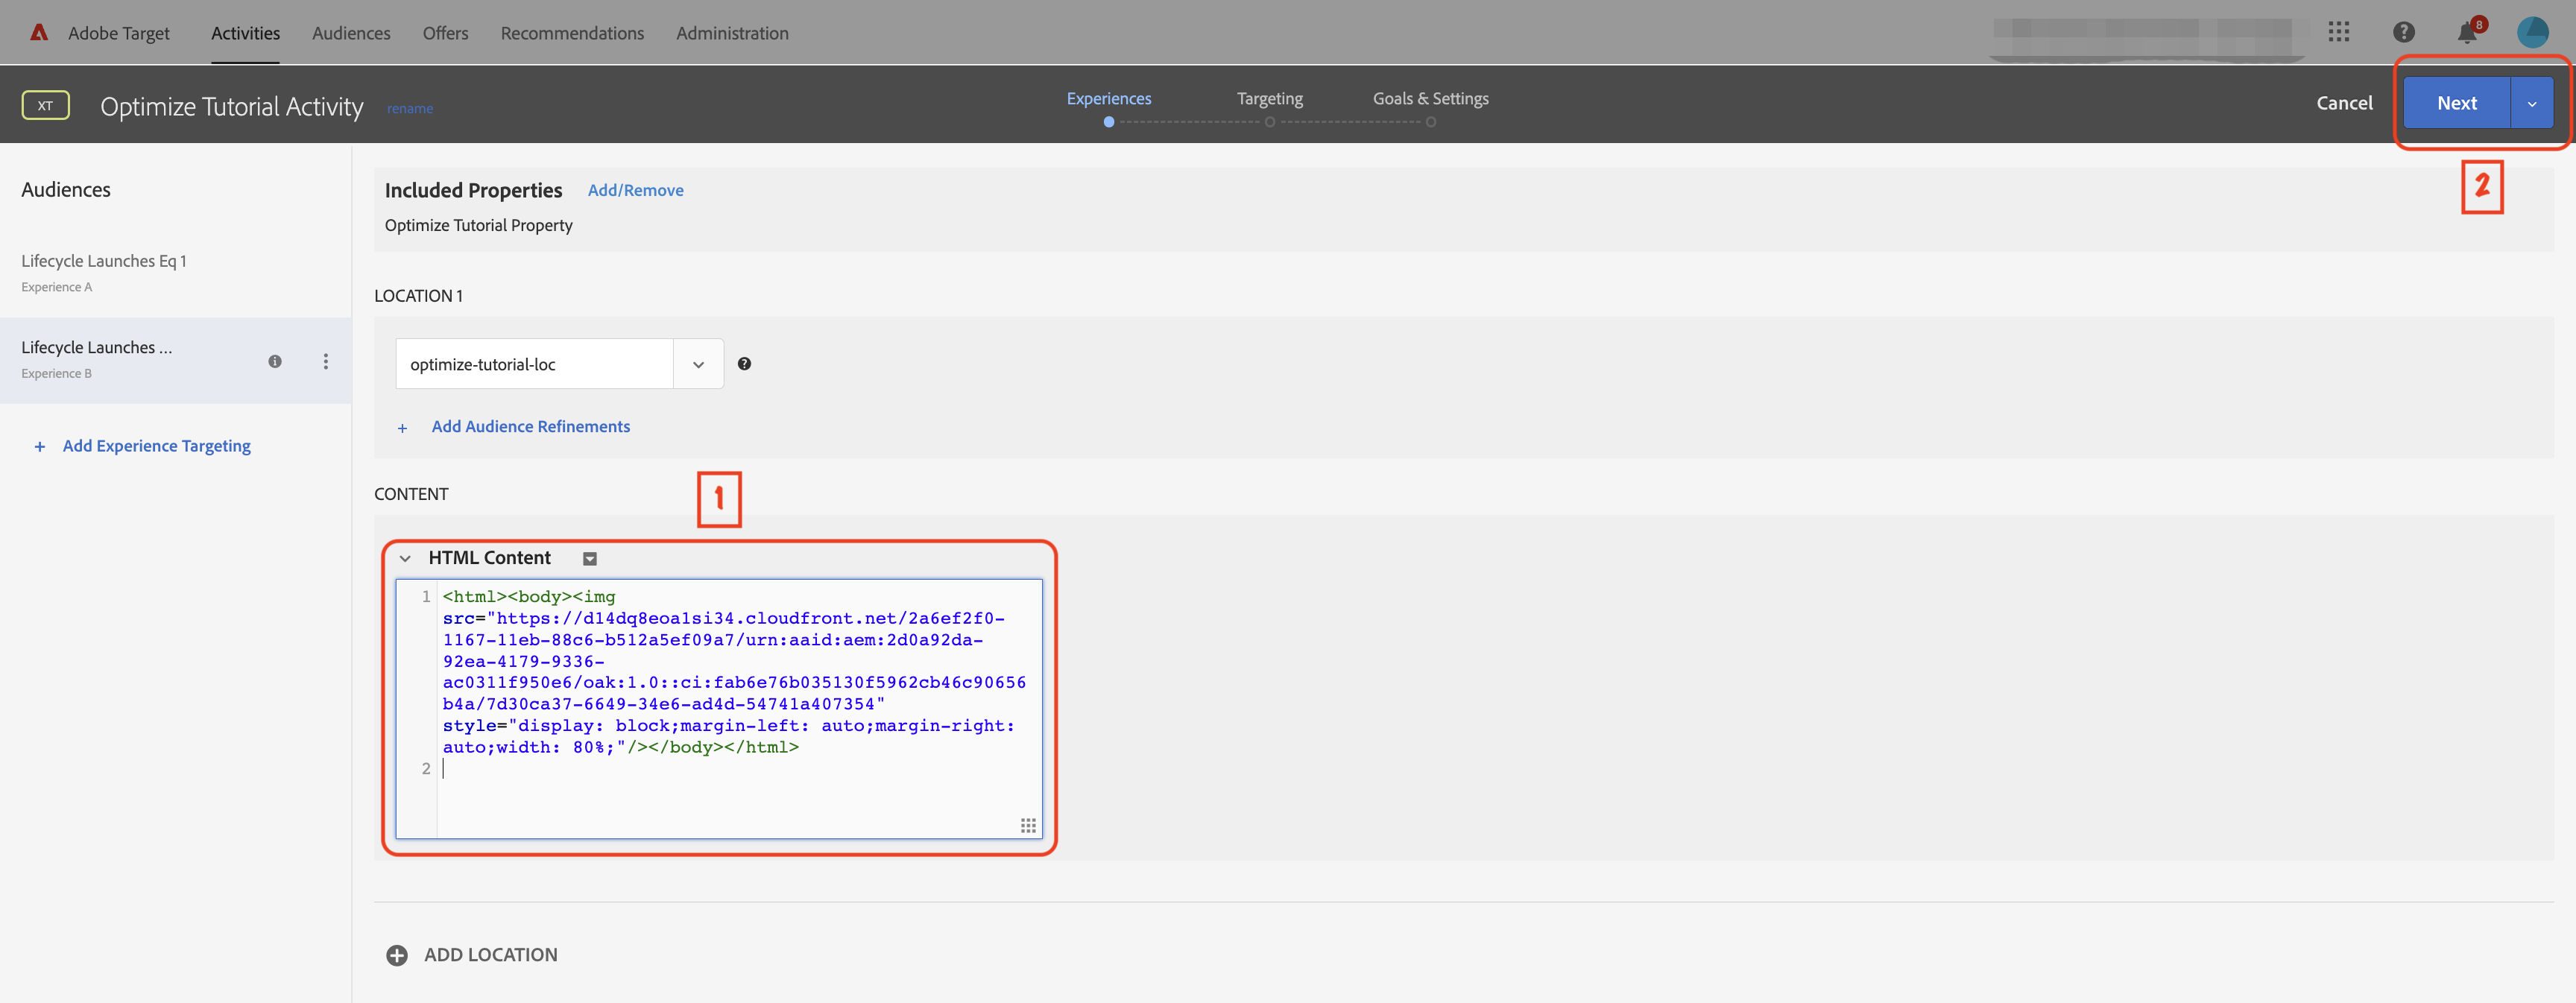 Adobe Target Activities Audiences Offers Recommendations Administration 8
XT Optimize Tutorial Activity rename Experiences Targeting Goals & Settings Cancel Next
2
Audiences
Lifecycle Launches Eq 1
Experience A
Lifecycle Launches ...
Experience B
+ Add Experience Targeting
Included Properties Add/Remove
Optimize Tutorial Property
LOCATION 1
optimize-tutorial-loc
+ Add Audience Refinements
CONTENT
1
HTML Content
1 <html><body><img
src="https://d14dq8eoa1si34.cloudfront.net/2a6ef2f0-
1167-11eb-88c6-b512a5ef09a7/urn:aaid:aem:2d0a92da-
92ea-4179-9336-
ac0311f950e6/oak:1.0::ci:fab6e76b035130f5962cb46c90656
b4a/7d30ca37-6649-34e6-ad4d-54741a407354"
style="display: block;margin-left: auto;margin-right:
auto;width: 80%;"/></body></html>
2
ADD LOCATION